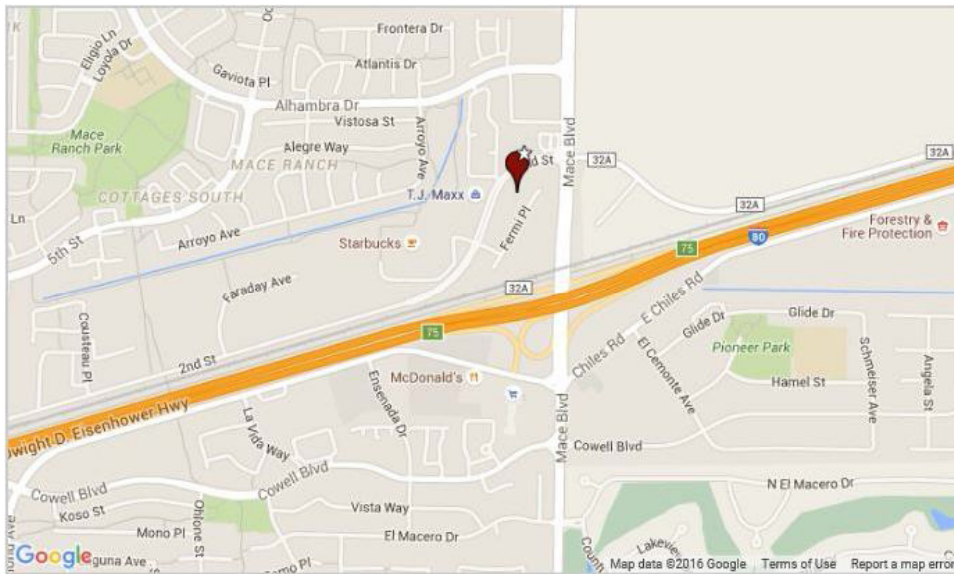 Frontera Dr
Eligio Ln
Loyola Dr
Atlantis Dr
Gaviota Pl
Alhambra Dr
Mace
Ranch Park
Vistosa St
Alegre Way
Arroyo Ave
MACE RANCH
Mace Blvd
32A
32A
COTTAGES SOUTH
T.J. Maxx
32A
Ln
5th St
Arroyo Ave
Starbucks
Fermi Pl
75
80
Forestry &
Fire Protection
Faraday Ave
32A
E Chiles Rd
Cousteau Pl
75
Glide Dr
Glide Dr
2nd St
Chiles Rd
El Cemonte Ave
Pioneer Park
Schmeiser Ave
Angela St
McDonald's
Hamel St
Ensenada Dr
Dwight D. Eisenhower Hwy
La Vida Way
Mace Blvd
Cowell Blvd
Cowell Blvd
Cowell Blvd
N El Macero Dr
Koso St
Vista Way
Mono Pl
Ohlone St
El Macero Dr
Google
guna Ave
Map data ©2016 Google
Terms of Use
Report a map error